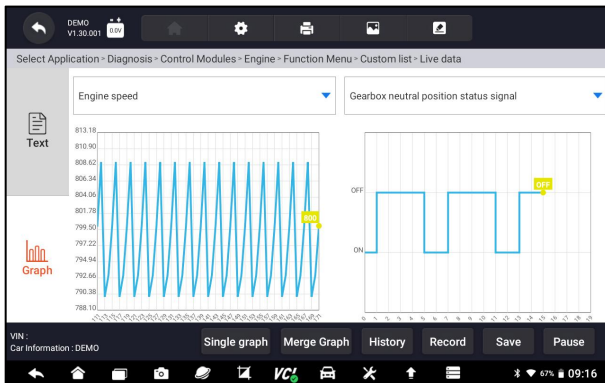 DEMO
V1.30.001
0.0V
Select Application > Diagnosis > Control Modules > Engine > Function Menu > Custom list > Live data
Text
Graph
Engine speed
813.18
810.90
808.62
806.34
804.06
801.78
799.50
797.22
794.94
792.66
790.38
788.10
800
Gearbox neutral position status signal
OFF
ON
OFF
VIN :
Car Information : DEMO
Single graph
Merge Graph
History
Record
Save
Pause
VCI
67%
09:16